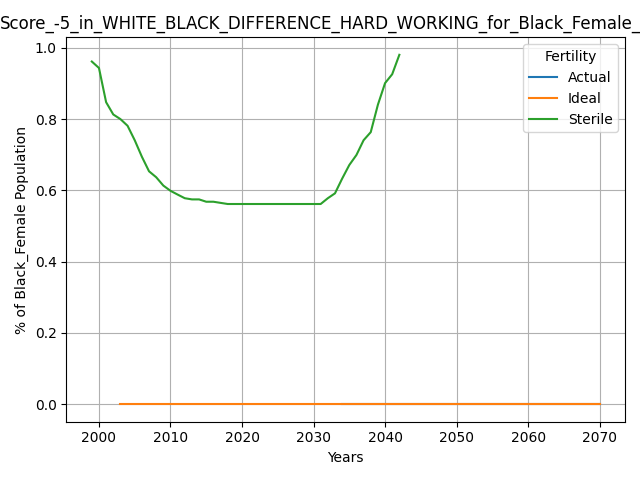 Score_-5_in_WHITE_BLACK_DIFFERENCE_HARD_WORKING_for_Black_Female_
1.0
0.8
0.6
0.4
0.2
0.0
% of Black_Female Population
Fertility
Actual
Ideal
Sterile
2000 2010 2020 2030 2040 2050 2060 2070
Years